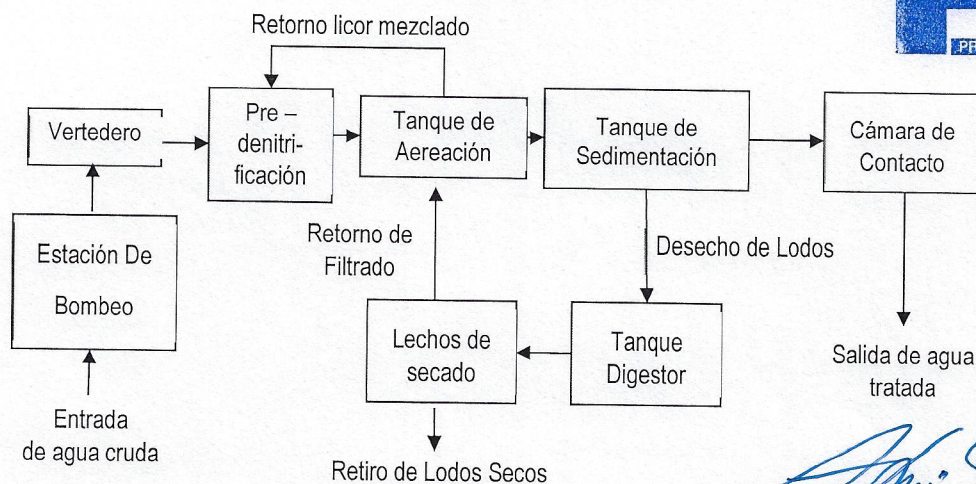 Retorno licor mezclado
Vertedero
Pre –
denitri-
ficación
Tanque de
Aereación
Tanque de
Sedimentación
Cámara de
Contacto
Estación De
Bombeo
Retorno de
Filtrado
Desecho de Lodos
Lechos de
secado
Tanque
Digestor
Salida de agua
tratada
Entrada
de agua cruda
Retiro de Lodos Secos